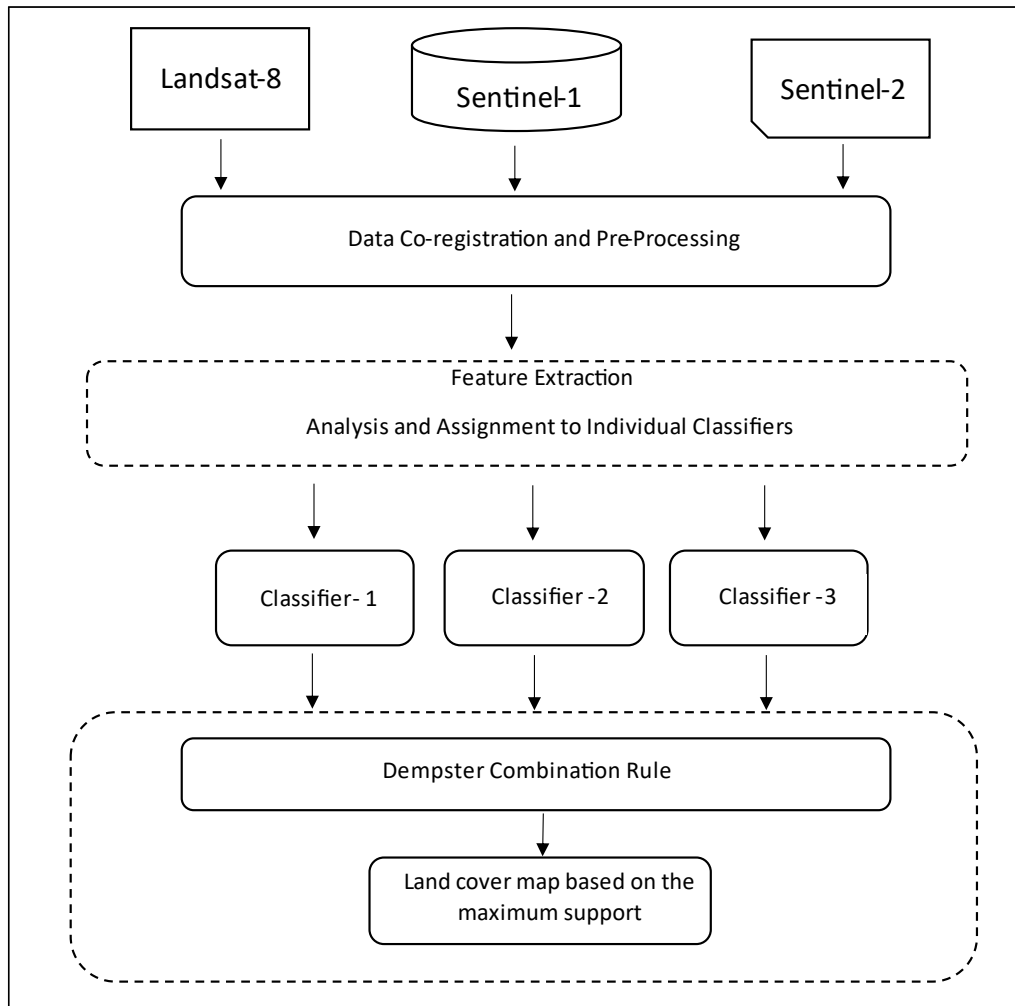 Landsat-8
Sentinel-1
Sentinel-2
Data Co-registration and Pre-Processing
Feature Extraction
Analysis and Assignment to Individual Classifiers
Classifier- 1
Classifier -2
Classifier -3
Dempster Combination Rule
Land cover map based on the
maximum support